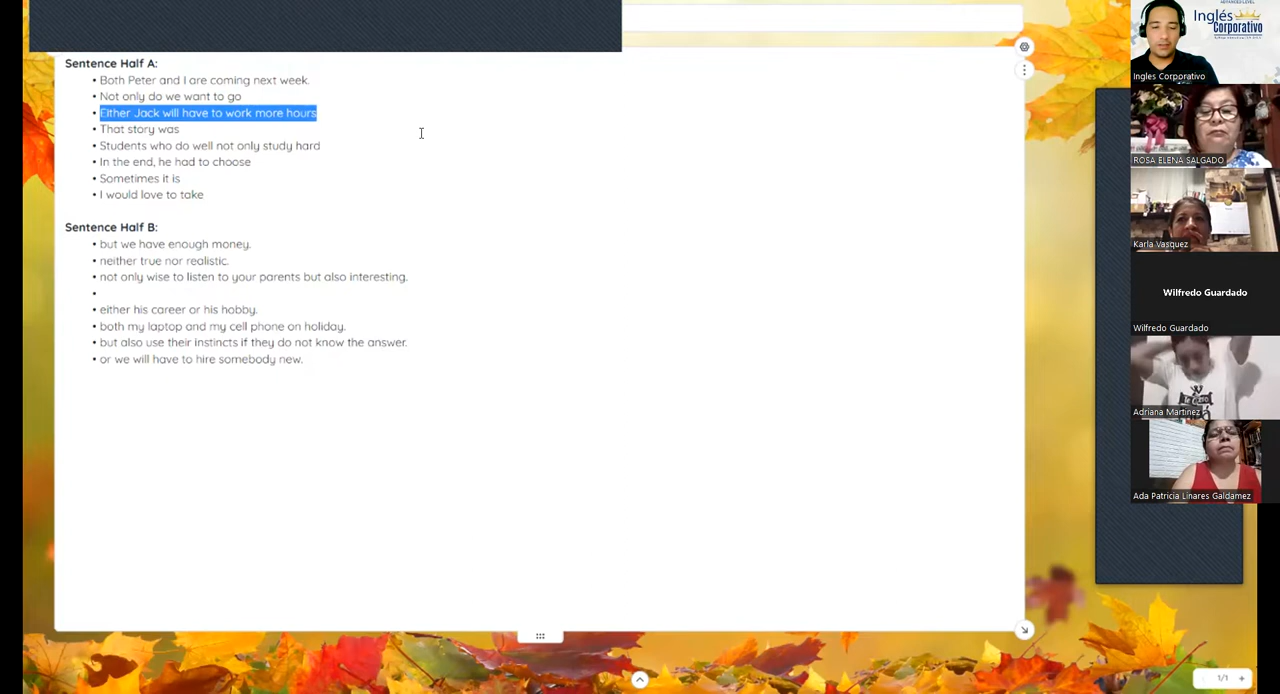 Sentence Half A:
• Both Peter and I are coming next week.
• Not only do we want to go
• Either Jack will have to work more hours
• That story was
• Students who do well not only study hard
• In the end, he had to choose
• Sometimes it is
• I would love to take
Sentence Half B:
• but we have enough money.
• neither true nor realistic.
• not only wise to listen to your parents but also interesting.
•
• either his career or his hobby.
• both my laptop and my cell phone on holiday.
• but also use their instincts if they do not know the answer.
• or we will have to hire somebody new.
ADVANCED LEVEL
Inglés
Corporativo
Ingles Corporativo
ROSA ELENA SALGADO
Karla Vasquez
Wilfredo Guardado
Wilfredo Guardado
Adriana Martinez
Ada Patricia Linares Galdamez
1/1